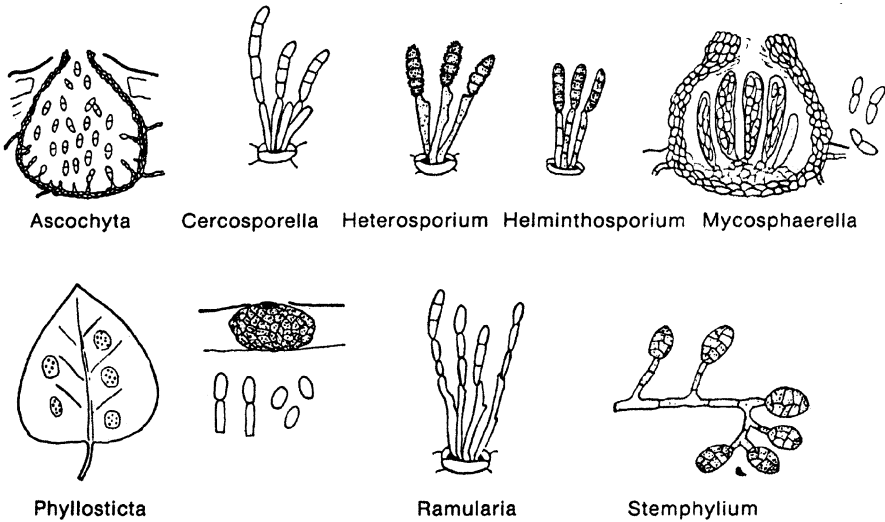 Ascochyta Cercosporella Heterosporium Helminthosporium Mycosphaerella
Phyllosticta Ramularia Stemphylium